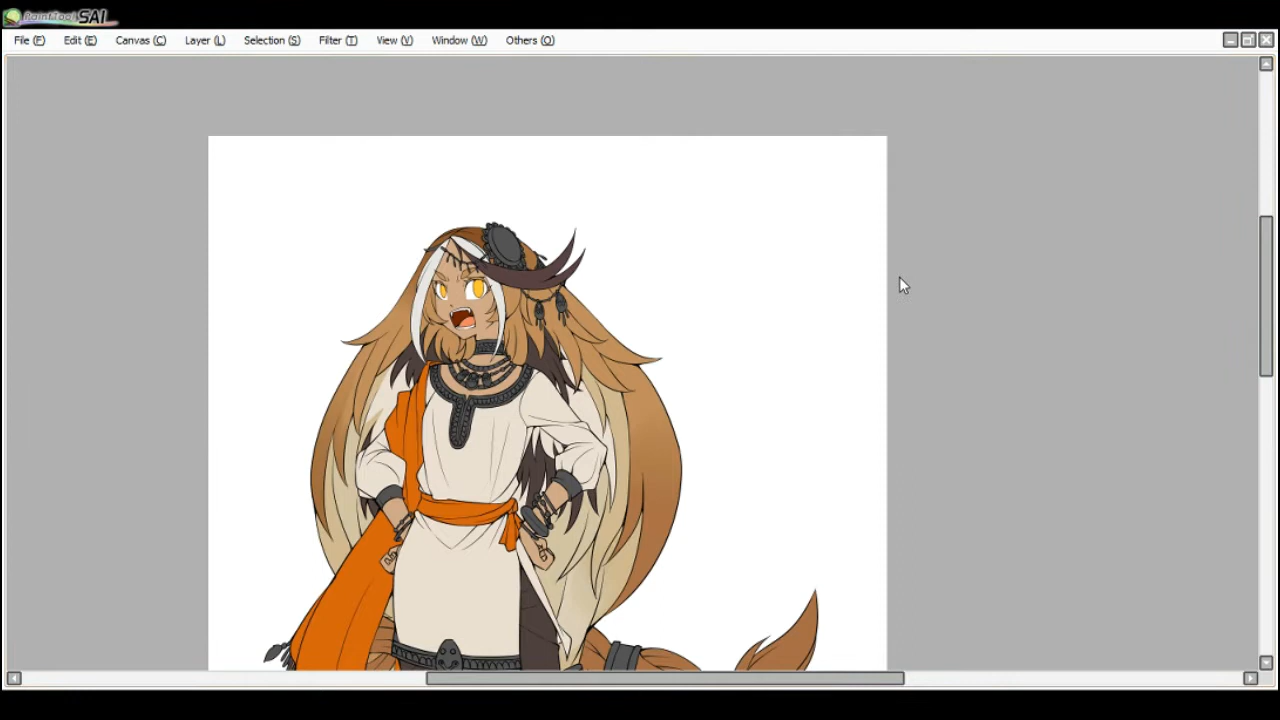 PaintTool SAI
File (F) Edit (E) Canvas (C) Layer (L) Selection (S) Filter (T) View (V) Window (W) Others (O)